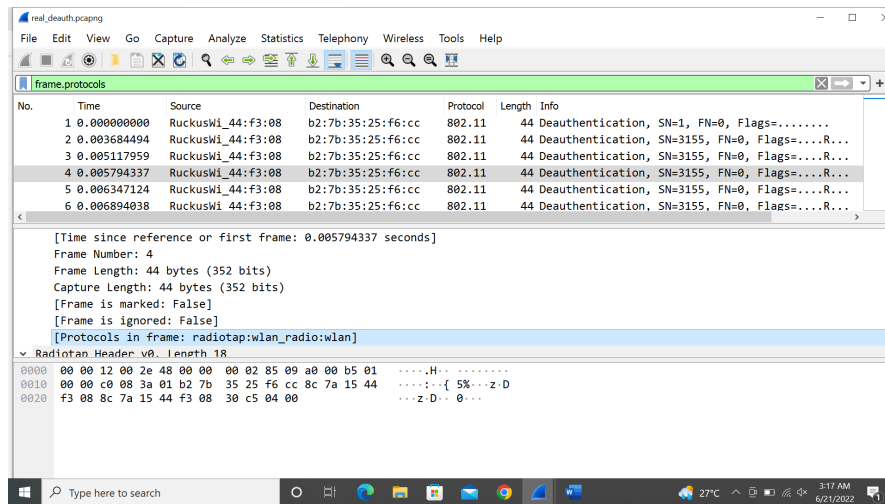 real_deauth.pcapng
File Edit View Go Capture Analyze Statistics Telephony Wireless Tools Help
frame.protocols
No. Time Source Destination Protocol Length Info
1 0.000000000 RuckusWi_44:f3:08 b2:7b:35:25:f6:cc 802.11 44 Deauthentication, SN=1, FN=0, Flags=........
2 0.003684494 RuckusWi_44:f3:08 b2:7b:35:25:f6:cc 802.11 44 Deauthentication, SN=3155, FN=0, Flags=....R...
3 0.005117959 RuckusWi_44:f3:08 b2:7b:35:25:f6:cc 802.11 44 Deauthentication, SN=3155, FN=0, Flags=....R...
4 0.005794337 RuckusWi_44:f3:08 b2:7b:35:25:f6:cc 802.11 44 Deauthentication, SN=3155, FN=0, Flags=....R...
5 0.006347124 RuckusWi_44:f3:08 b2:7b:35:25:f6:cc 802.11 44 Deauthentication, SN=3155, FN=0, Flags=....R...
6 0.006894038 RuckusWi_44:f3:08 b2:7b:35:25:f6:cc 802.11 44 Deauthentication, SN=3155, FN=0, Flags=....R...
[Time since reference or first frame: 0.005794337 seconds]
Frame Number: 4
Frame Length: 44 bytes (352 bits)
Capture Length: 44 bytes (352 bits)
[Frame is marked: False]
[Frame is ignored: False]
[Protocols in frame: radiotap:wlan_radio:wlan]
Radiotap Header v0, Length 18
0000 00 00 12 00 2e 48 00 00 00 02 85 09 a0 00 b5 01 ·····.H·· ········
0010 00 00 c0 08 3a 01 b2 7b 35 25 f6 cc 8c 7a 15 44 ····:··{ 5%···z·D
0020 f3 08 8c 7a 15 44 f3 08 30 c5 04 00 ···z·D·· 0···
Type here to search
27°C
3:17 AM
6/21/2022